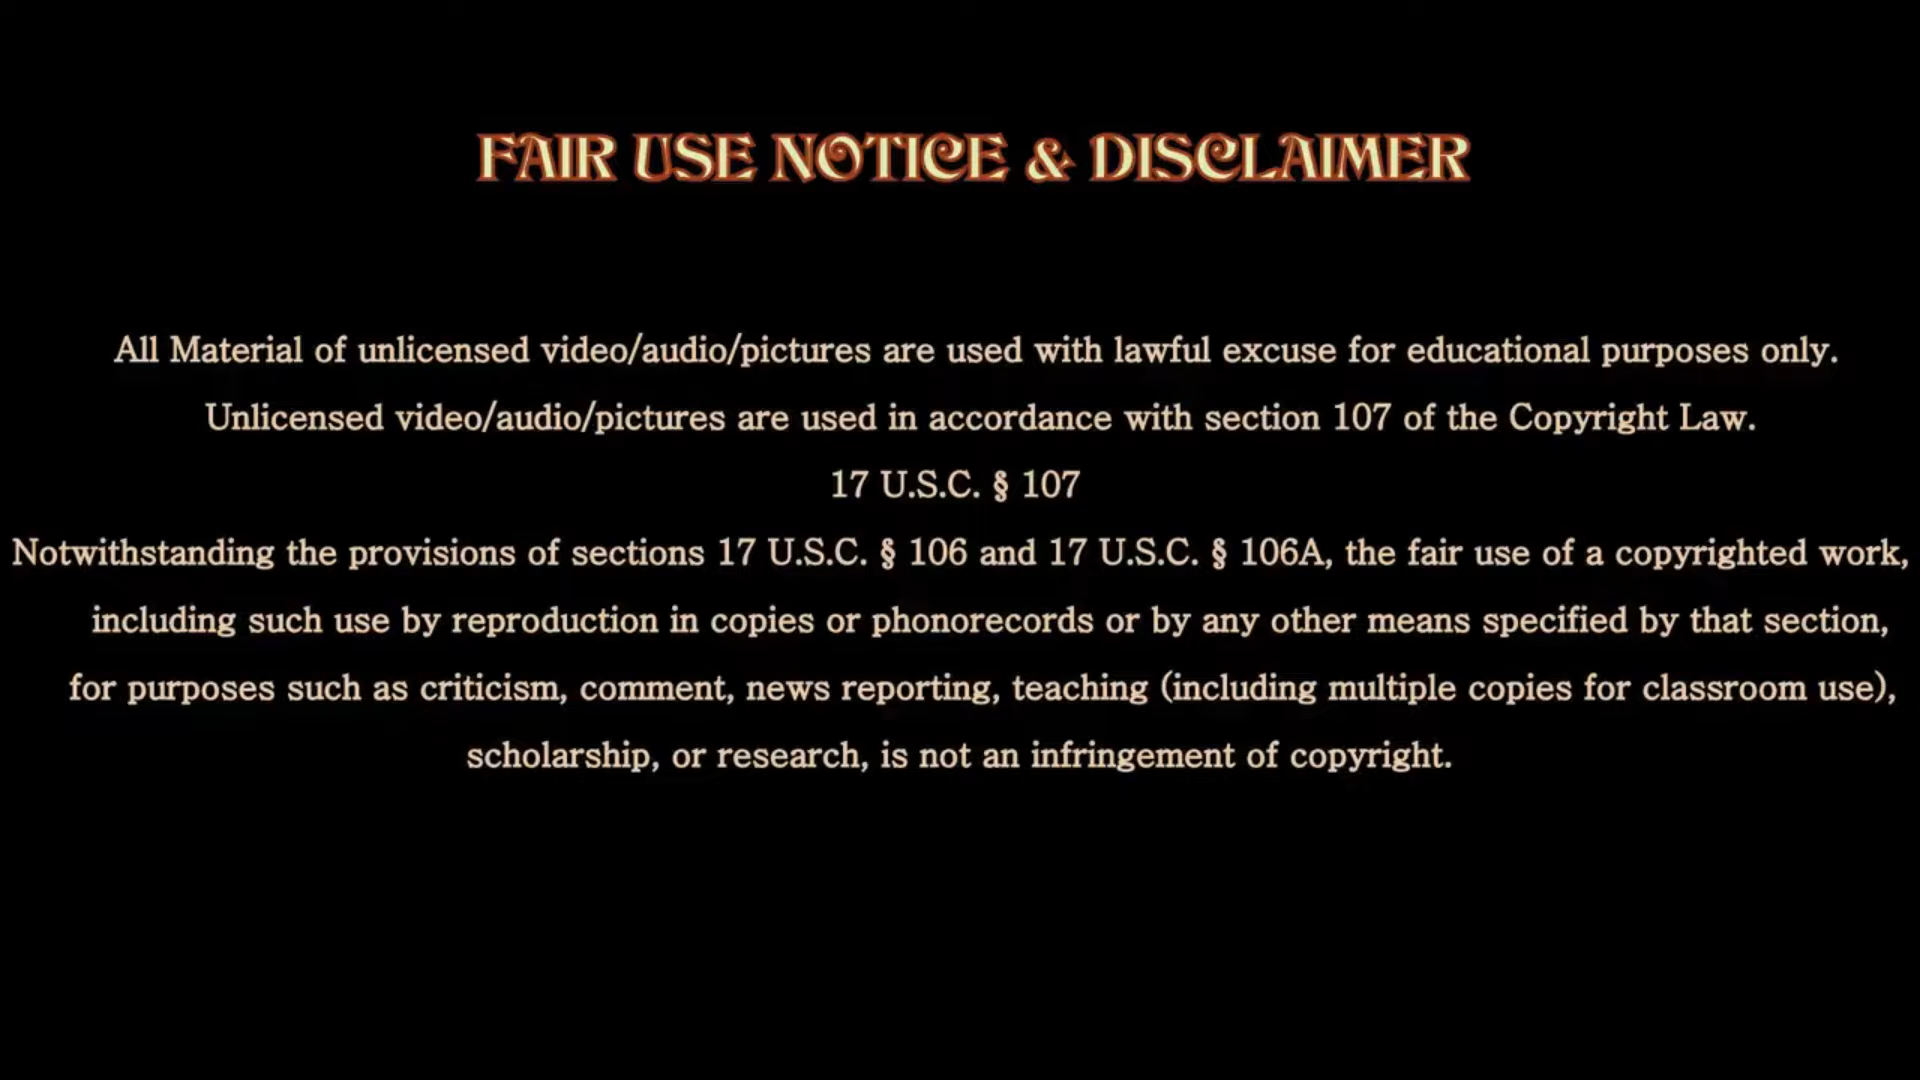 FAIR USE NOTICE & DISCLAIMER
All Material of unlicensed video/audio/pictures are used with lawful excuse for educational purposes only.
Unlicensed video/audio/pictures are used in accordance with section 107 of the Copyright Law.
17 U.S.C. § 107
Notwithstanding the provisions of sections 17 U.S.C. § 106 and 17 U.S.C. § 106A, the fair use of a copyrighted work,
including such use by reproduction in copies or phonorecords or by any other means specified by that section,
for purposes such as criticism, comment, news reporting, teaching (including multiple copies for classroom use),
scholarship, or research, is not an infringement of copyright.